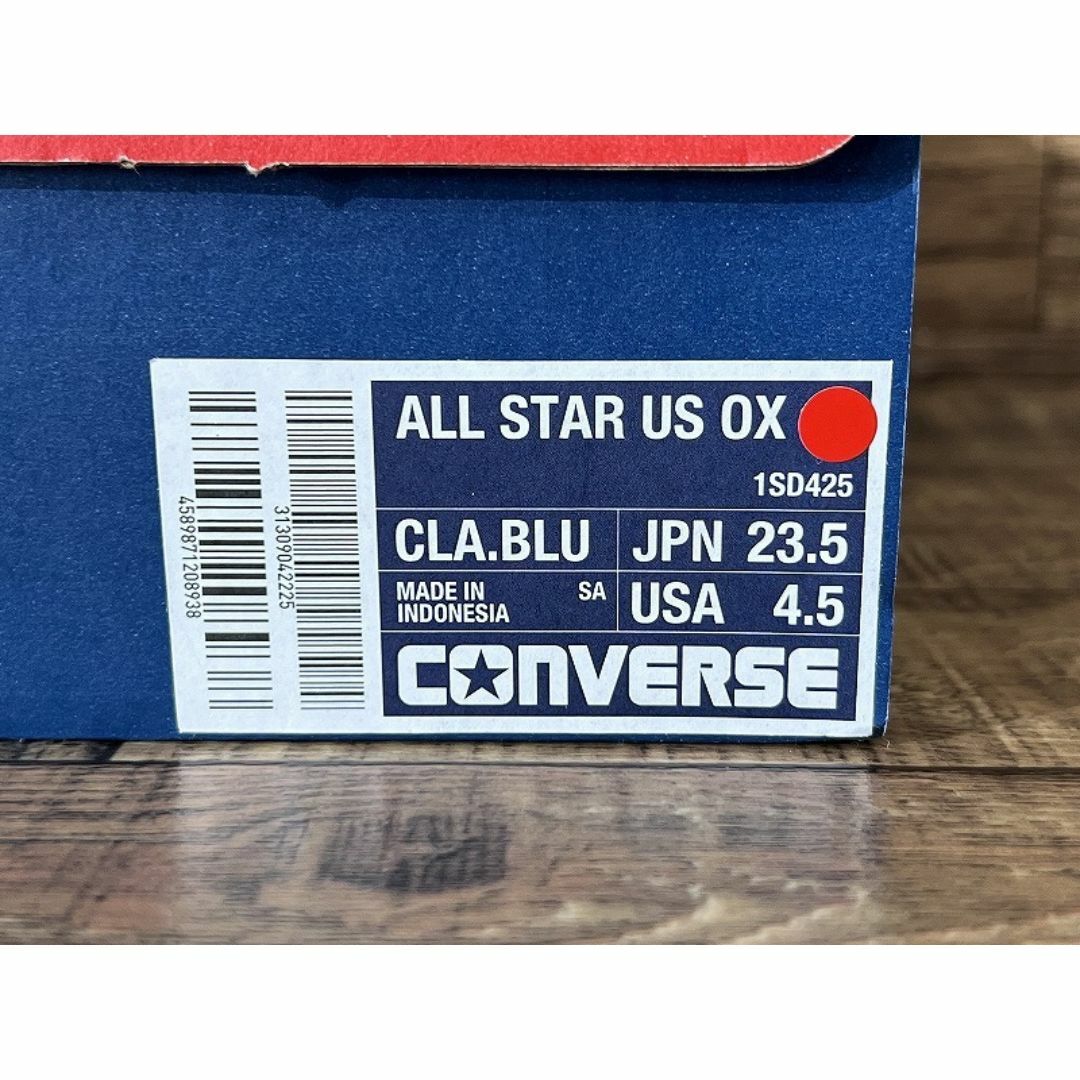 ALL STAR US OX
1SD425
CLA.BLU
JPN 23.5
MADE IN
INDONESIA
SA
USA 4.5
CONVERSE
4589871208938
31309042225